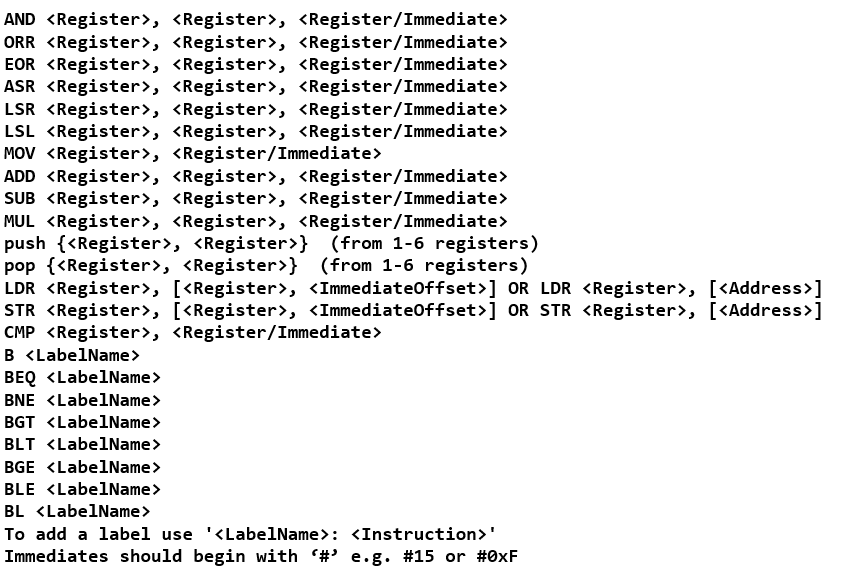 AND <Register>, <Register>, <Register/Immediate>
ORR <Register>, <Register>, <Register/Immediate>
EOR <Register>, <Register>, <Register/Immediate>
ASR <Register>, <Register>, <Register/Immediate>
LSR <Register>, <Register>, <Register/Immediate>
LSL <Register>, <Register>, <Register/Immediate>
MOV <Register>, <Register/Immediate>
ADD <Register>, <Register>, <Register/Immediate>
SUB <Register>, <Register>, <Register/Immediate>
MUL <Register>, <Register>, <Register/Immediate>
push {<Register>, <Register>}  (from 1-6 registers)
pop {<Register>, <Register>}  (from 1-6 registers)
LDR <Register>, [<Register>, <ImmediateOffset>] OR LDR <Register>, [<Address>]
STR <Register>, [<Register>, <ImmediateOffset>] OR STR <Register>, [<Address>]
CMP <Register>, <Register/Immediate>
B <LabelName>
BEQ <LabelName>
BNE <LabelName>
BGT <LabelName>
BLT <LabelName>
BGE <LabelName>
BLE <LabelName>
BL <LabelName>
To add a label use '<LabelName>: <Instruction>'
Immediates should begin with ‘#’ e.g. #15 or #0xF